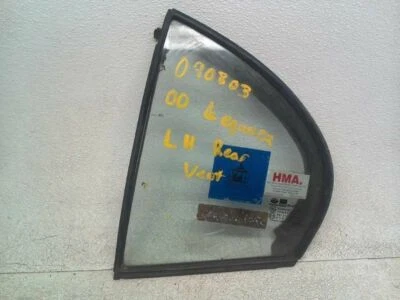 090803
00 Leganza
LH Rear
Vent
HMA.